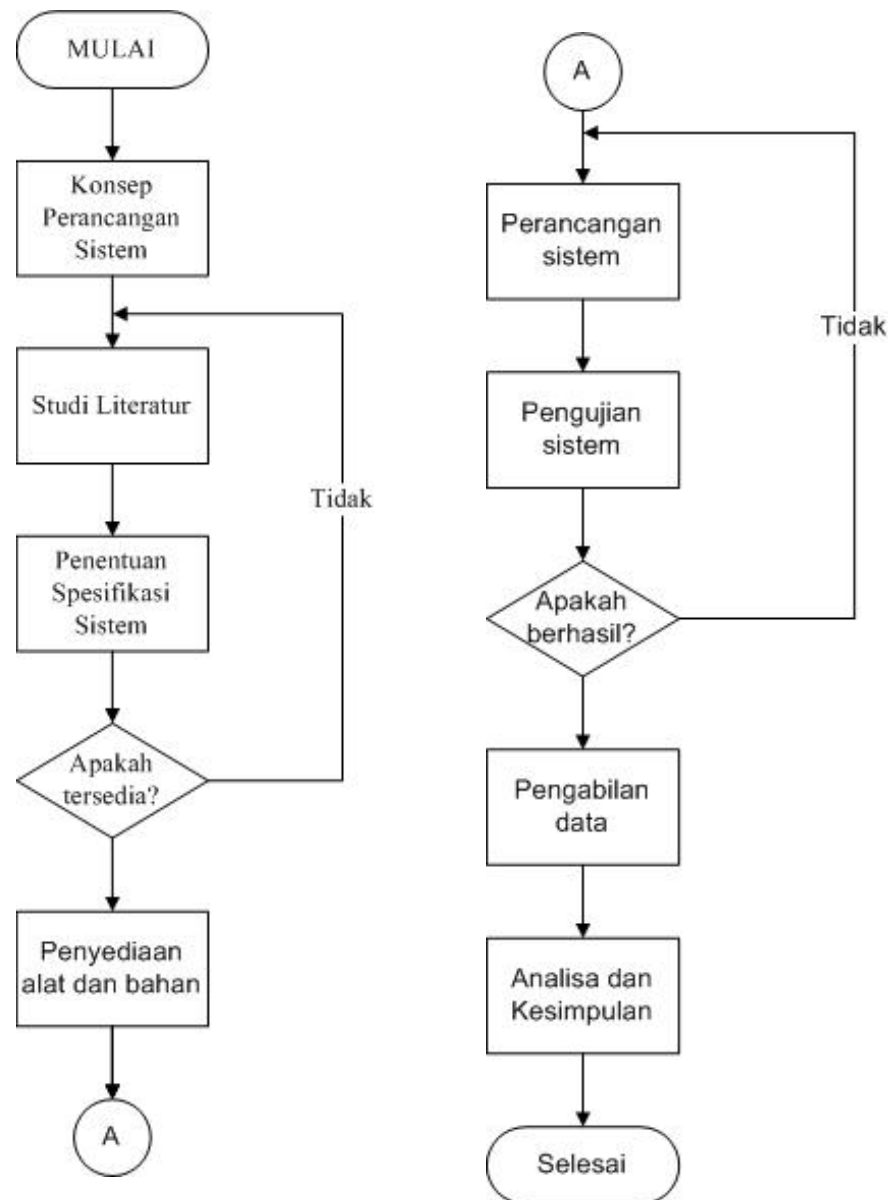 MULAI
Konsep
Perancangan
Sistem
Studi Literatur
Tidak
Penentuan
Spesifikasi
Sistem
Apakah
tersedia?
Penyediaan
alat dan bahan
A
A
Perancangan
sistem
Tidak
Pengujian
sistem
Apakah
berhasil?
Pengabilan
data
Analisa dan
Kesimpulan
Selesai